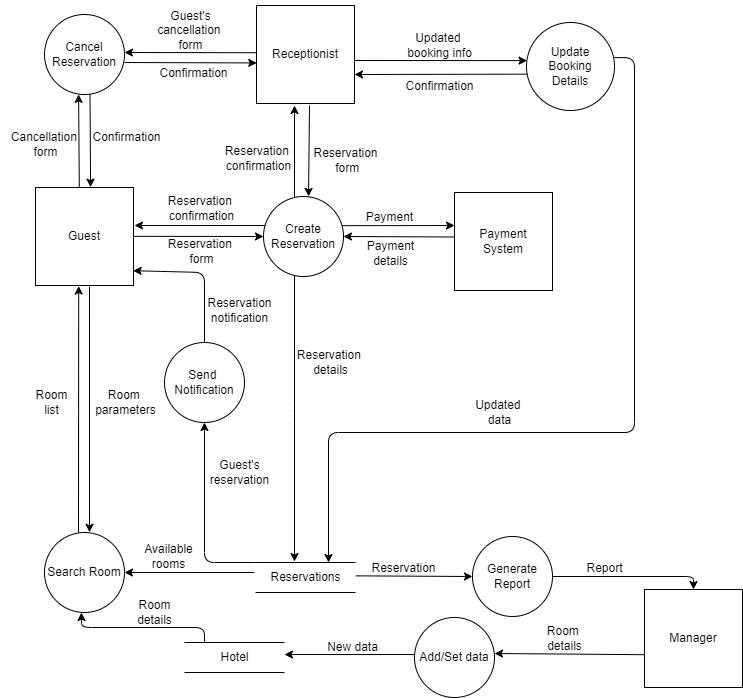 Guest's
cancellation
form
Cancel
Reservation
Confirmation
Receptionist
Updated
booking info
Confirmation
Update
Booking
Details
Cancellation
form
Confirmation
Reservation
confirmation
Reservation
form
Guest
Reservation
confirmation
Reservation
form
Create
Reservation
Payment
Payment
details
Payment
System
Reservation
notification
Send
Notification
Reservation
details
Room
list
Room
parameters
Updated
data
Guest's
reservation
Search Room
Available
rooms
Reservations
Reservation
Generate
Report
Report
Room
details
Hotel
New data
Add/Set data
Room
details
Manager